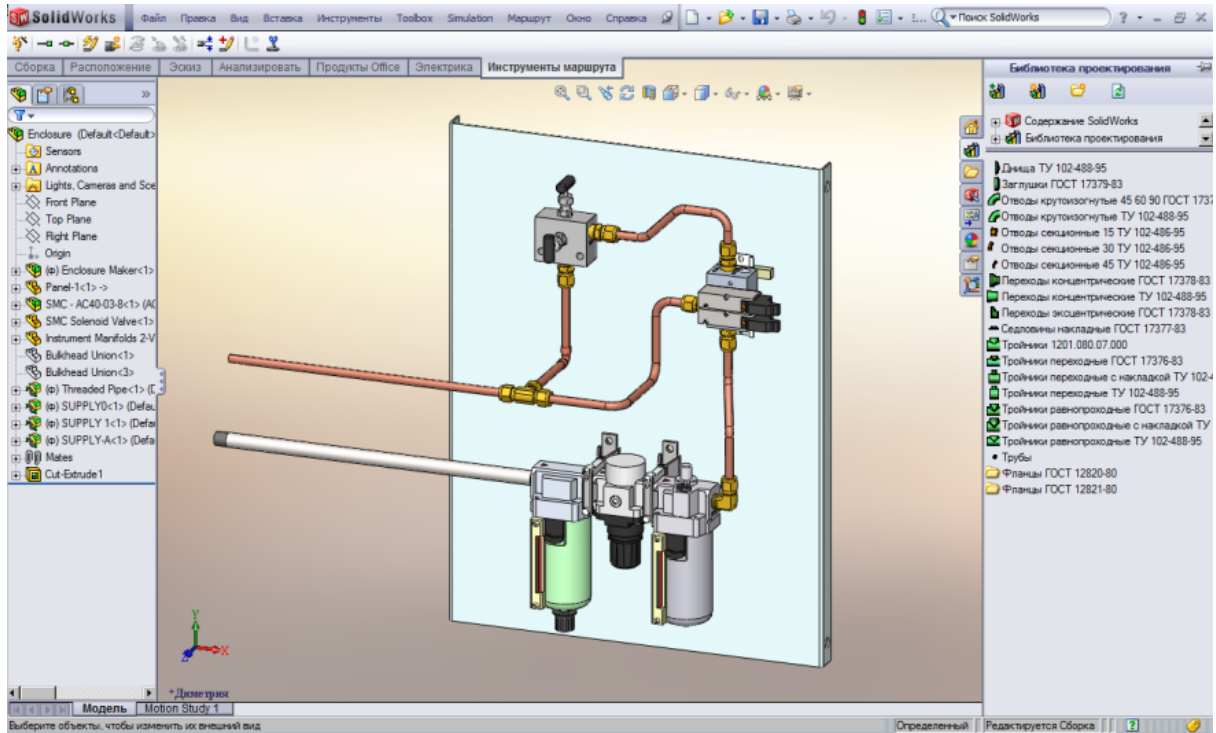 SolidWorks Файл Правка Вид Вставка Инструменты Toolbox Simulation Маршрут Окно Справка Поиск SolidWorks
Сборка Расположение Эскиз Анализировать Продукты Office Электрика Инструменты маршрута
Enclosure (Default<Default>
Sensors
Annotations
Lights, Cameras and Sce
Front Plane
Top Plane
Right Plane
Origin
(ф) Enclosure Maker<1>
Panel-1<1> ->
SMC - AC40-03-8<1> (AC
SMC Solenoid Valve<1>
Instrument Manifolds 2-V
Bulkhead Union<1>
Bulkhead Union<3>
(ф) Threaded Pipe<1> (D
(ф) SUPPLY0<1> (Defau
(ф) SUPPLY 1<1> (Defau
(ф) SUPPLY-A<1> (Defa
Mates
Cut-Extrude1
Y
X
Z
*Диметрия
Модель Motion Study 1
Выберите объекты, чтобы изменить их внешний вид
Определенный Редактируется Сборка
Библиотека проектирования
Содержание SolidWorks
Библиотека проектирования
Днища ТУ 102-488-95
Заглушки ГОСТ 17379-83
Отводы крутоизогнутые 45 60 90 ГОСТ 1737
Отводы крутоизогнутые ТУ 102-488-95
Отводы секционные 15 ТУ 102-486-95
Отводы секционные 30 ТУ 102-486-95
Отводы секционные 45 ТУ 102-486-95
Переходы концентрические ГОСТ 17378-83
Переходы концентрические ТУ 102-488-95
Переходы эксцентрические ГОСТ 17378-83
Седловины накладные ГОСТ 17377-83
Тройники 1201.080.07.000
Тройники переходные ГОСТ 17376-83
Тройники переходные с накладкой ТУ 102-4
Тройники переходные ТУ 102-488-95
Тройники равнопроходные ГОСТ 17376-83
Тройники равнопроходные с накладкой ТУ
Тройники равнопроходные ТУ 102-488-95
Трубы
Фланцы ГОСТ 12820-80
Фланцы ГОСТ 12821-80